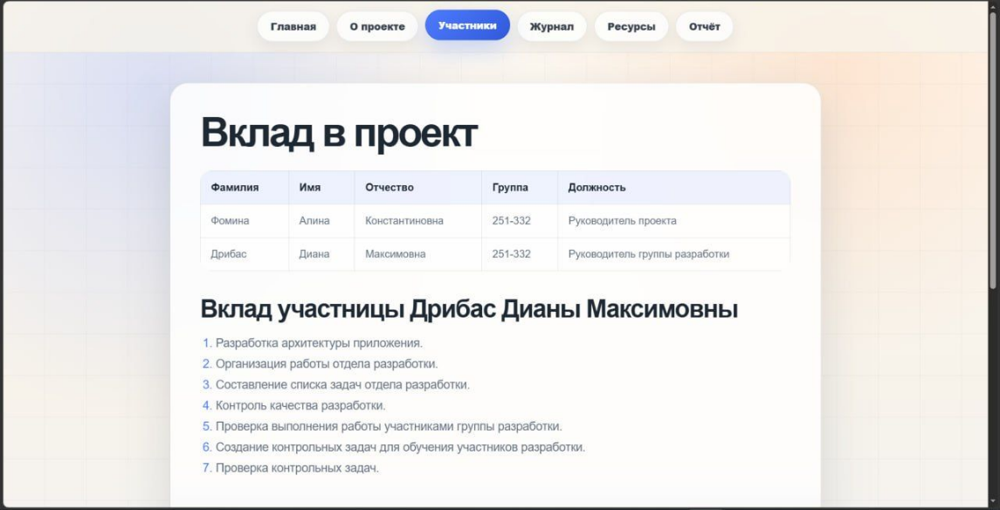 Главная О проекте Участники Журнал Ресурсы Отчёт
Вклад в проект
Фамилия Имя Отчество Группа Должность
Фомина Алина Константиновна 251-332 Руководитель проекта
Дрибас Диана Максимовна 251-332 Руководитель группы разработки
Вклад участницы Дрибас Дианы Максимовны
1. Разработка архитектуры приложения.
2. Организация работы отдела разработки.
3. Составление списка задач отдела разработки.
4. Контроль качества разработки.
5. Проверка выполнения работы участниками группы разработки.
6. Создание контрольных задач для обучения участников разработки.
7. Проверка контрольных задач.